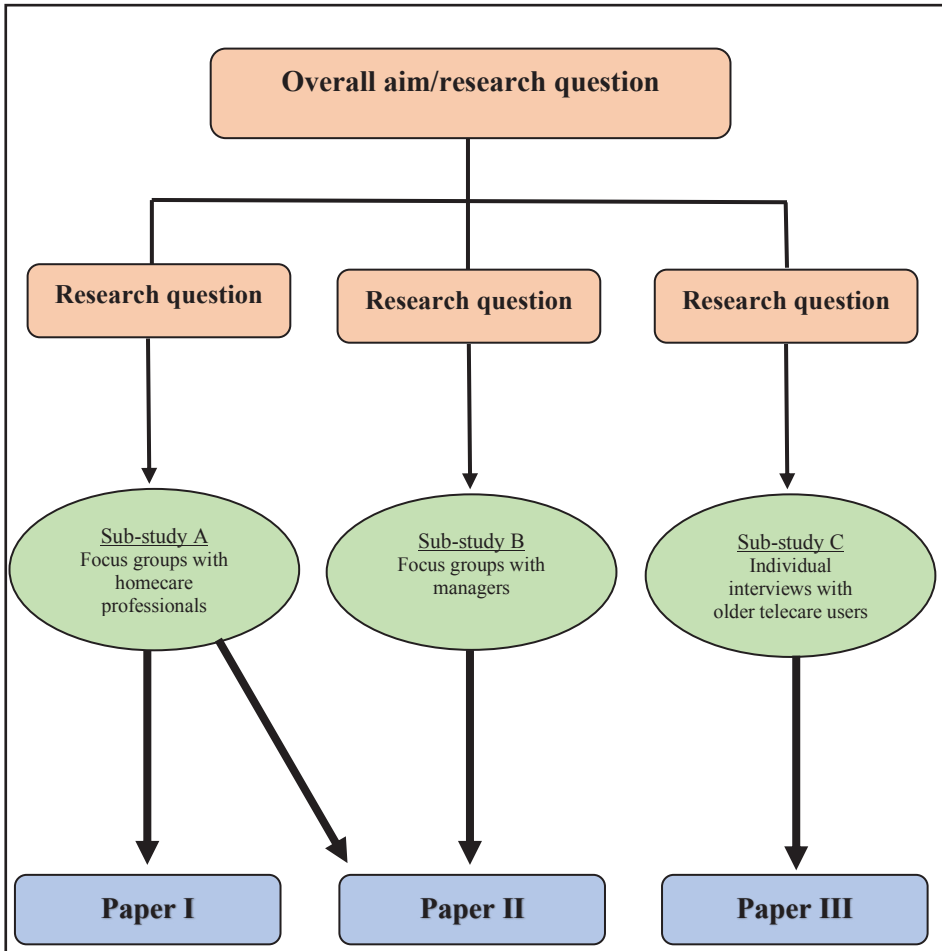 Overall aim/research question
Research question
Research question
Research question
Sub-study A
Focus groups with
homecare
professionals
Sub-study B
Focus groups with
managers
Sub-study C
Individual
interviews with
older telecare users
Paper I
Paper II
Paper III